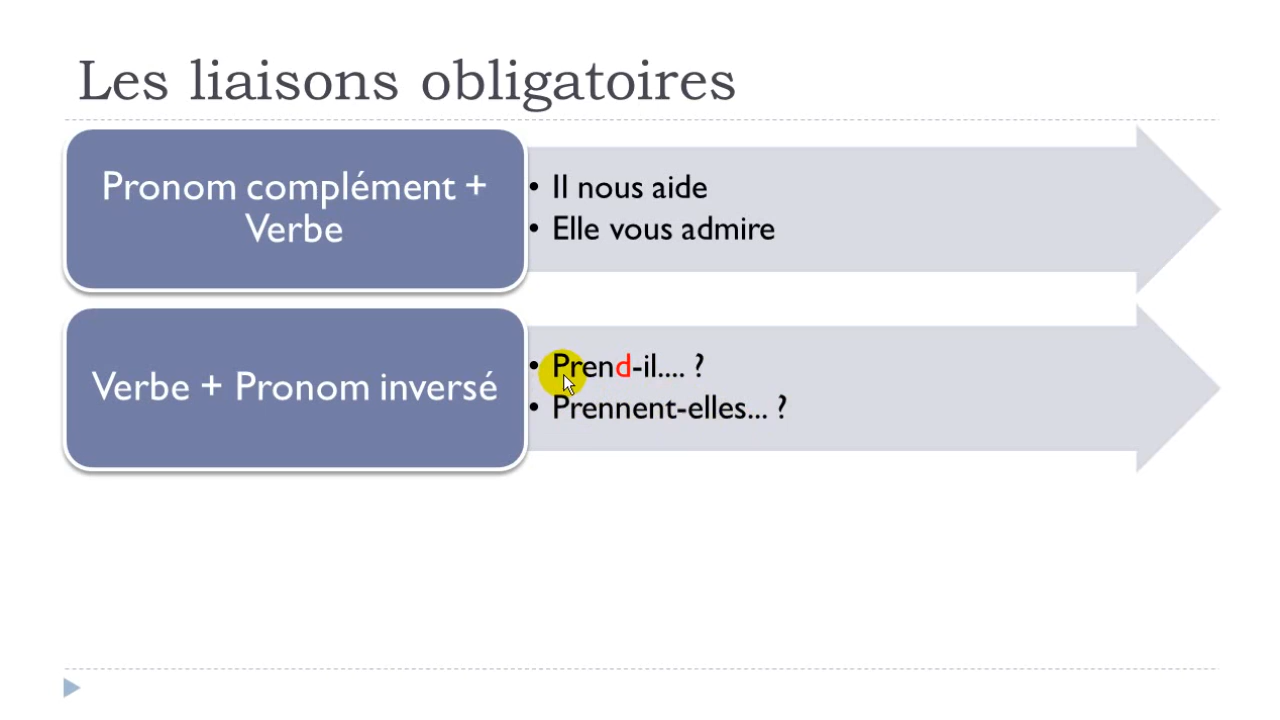 Les liaisons obligatoires
Pronom complément +
Verbe
• Il nous aide
• Elle vous admire
Verbe + Pronom inversé
• Prend-il.... ?
• Prennent-elles... ?